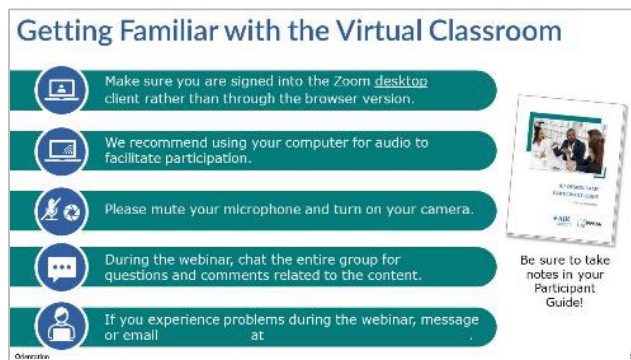 Getting Familiar with the Virtual Classroom
Make sure you are signed into the Zoom desktop
client rather than through the browser version.
We recommend using your computer for audio to
facilitate participation.
Please mute your microphone and turn on your camera.
During the webinar, chat the entire group for
questions and comments related to the content.
If you experience problems during the webinar, message
or email at .
PARTICIPANT GUIDE
AIR
Be sure to take
notes in your
Participant
Guide!
Orientation